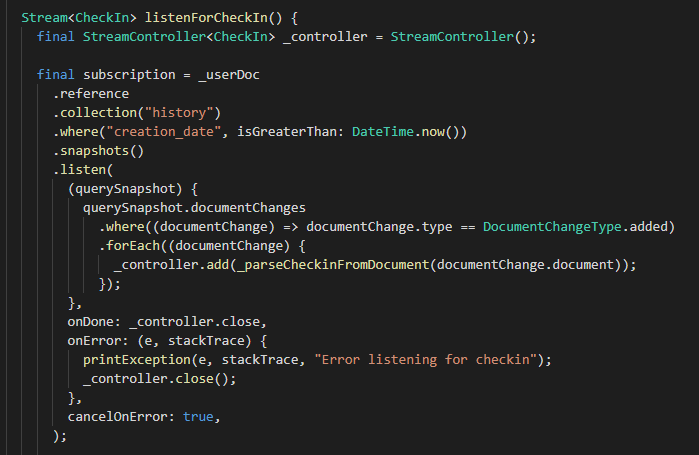 Stream<CheckIn> listenForCheckIn() {
  final StreamController<CheckIn> _controller = StreamController();

  final subscription = _userDoc
    .reference
    .collection("history")
    .where("creation_date", isGreaterThan: DateTime.now())
    .snapshots()
    .listen(
      (querySnapshot) {
        querySnapshot.documentChanges
          .where((documentChange) => documentChange.type == DocumentChangeType.added)
          .forEach((documentChange) {
            _controller.add(_parseCheckinFromDocument(documentChange.document));
          });
      },
      onDone: _controller.close,
      onError: (e, stackTrace) {
        printException(e, stackTrace, "Error listening for checkin");
        _controller.close();
      },
      cancelOnError: true,
    );